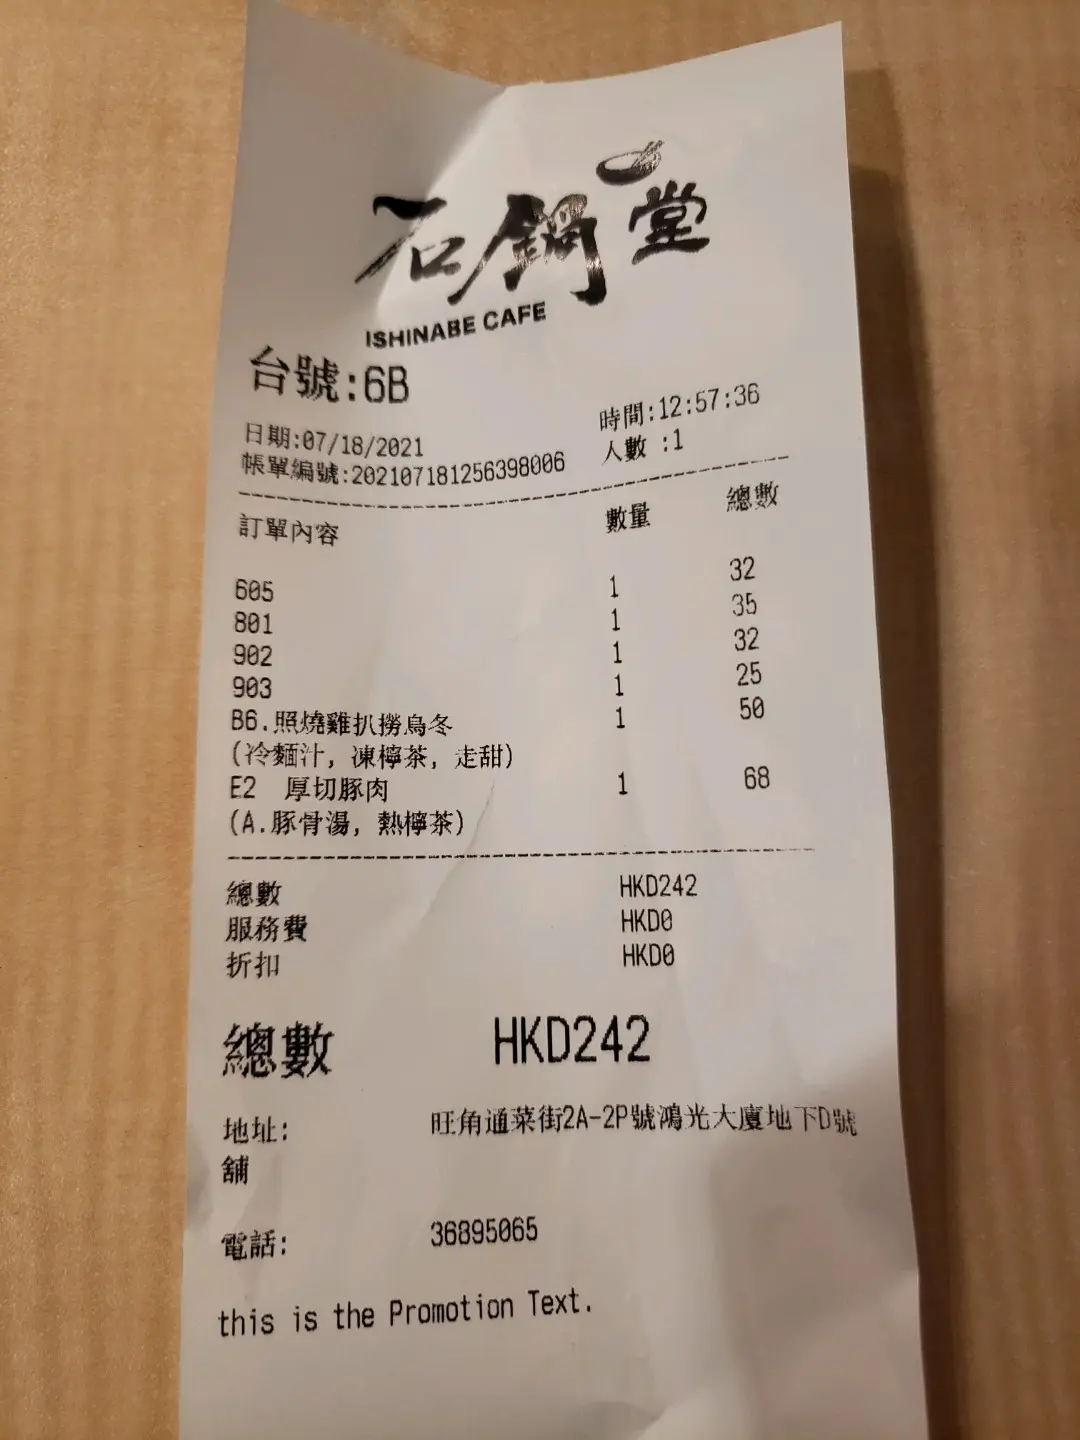 石鍋堂
ISHINABE CAFE
台號:6B
日期:07/18/2021 時間:12:57:36
帳單編號:202107181256398006 人數 :1
訂單內容 數量 總數
605 1 32
801 1 35
902 1 32
903 1 25
B6.照燒雞扒撈烏冬 1 50
(冷麵汁, 凍檸茶, 走甜)
E2 厚切豚肉 1 68
(A.豚骨湯, 熱檸茶)
總數 HKD242
服務費 HKD0
折扣 HKD0
總數 HKD242
地址: 旺角通菜街2A-2P號鴻光大廈地下D號
舖
電話: 36895065
this is the Promotion Text.